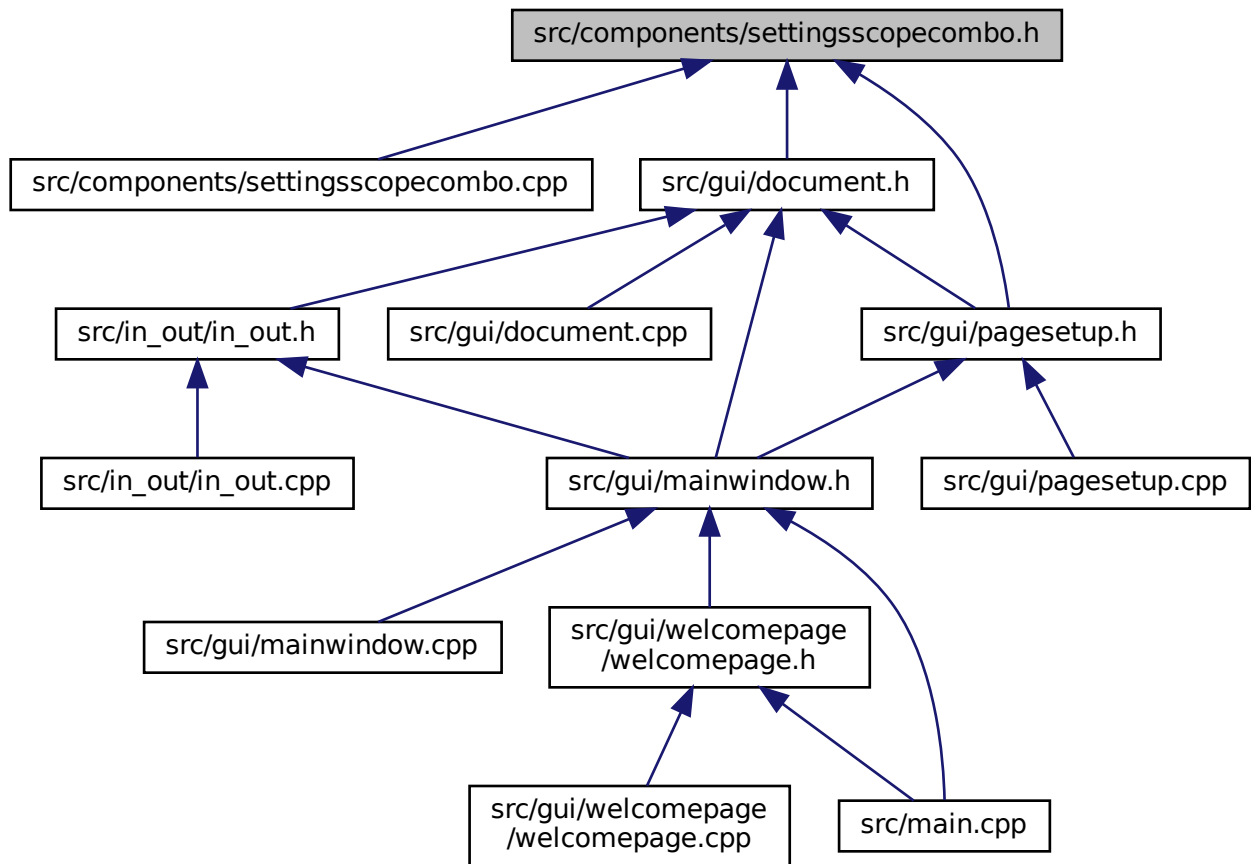 src/components/settingsscopecombo.h
src/components/settingsscopecombo.cpp
src/gui/document.h
src/in_out/in_out.h
src/gui/document.cpp
src/gui/pagesetup.h
src/in_out/in_out.cpp
src/gui/mainwindow.h
src/gui/pagesetup.cpp
src/gui/mainwindow.cpp
src/gui/welcomepage
/welcomepage.h
src/gui/welcomepage
/welcomepage.cpp
src/main.cpp